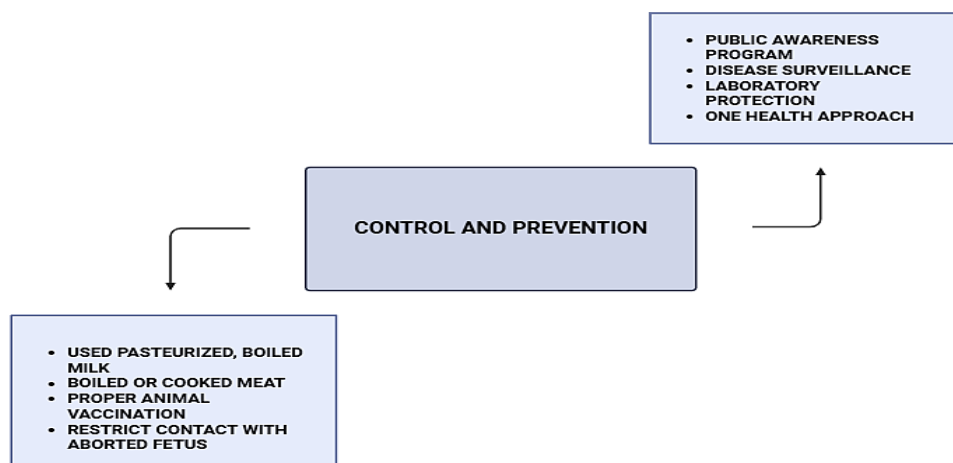 • PUBLIC AWARENESS
PROGRAM
• DISEASE SURVEILLANCE
• LABORATORY
PROTECTION
• ONE HEALTH APPROACH
CONTROL AND PREVENTION
• USED PASTEURIZED, BOILED
MILK
• BOILED OR COOKED MEAT
• PROPER ANIMAL
VACCINATION
• RESTRICT CONTACT WITH
ABORTED FETUS